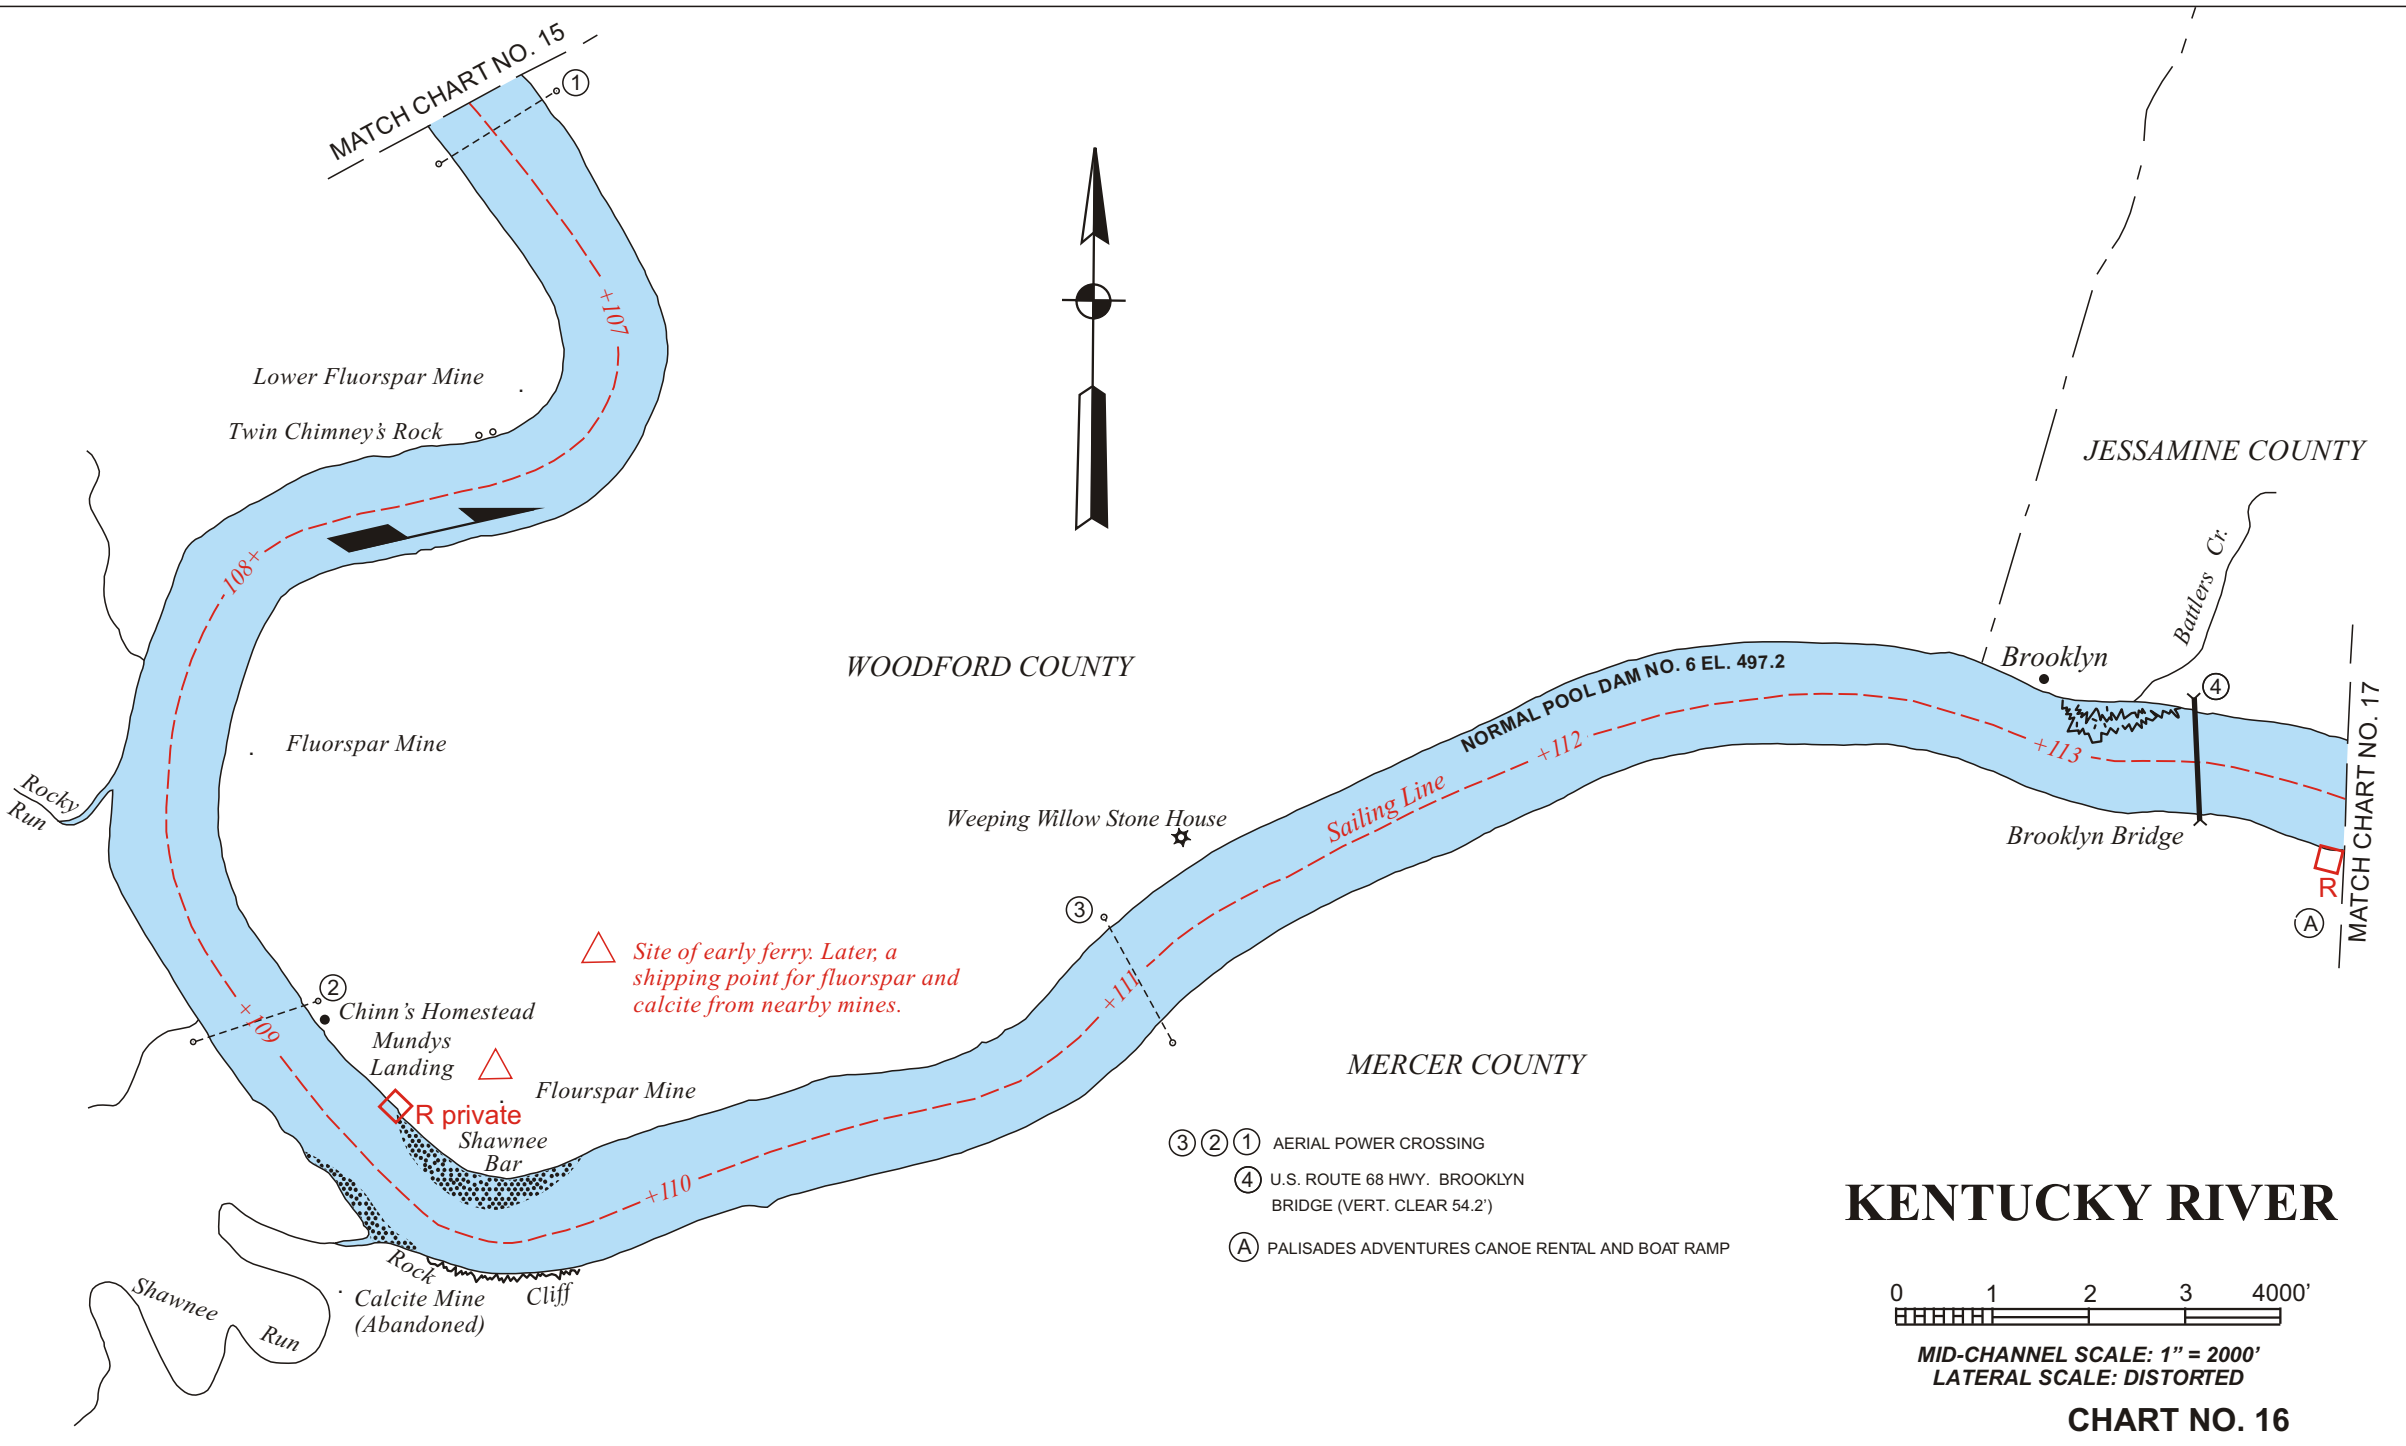 MATCH CHART NO. 15
1
+107
Lower Fluorspar Mine
Twin Chimney's Rock
108+
JESSAMINE COUNTY
Battlers Cr.
WOODFORD COUNTY
Brooklyn
NORMAL POOL DAM NO. 6 EL. 497.2
4
MATCH CHART NO. 17
Fluorspar Mine
+112
+113
Rocky
Run
Sailing Line
Weeping Willow Stone House
Brooklyn Bridge
R
A
3
Site of early ferry. Later, a
shipping point for fluorspar and
calcite from nearby mines.
+111
2
Chinn's Homestead
+109
Mundys
Landing
Flourspar Mine
R private
Shawnee
Bar
MERCER COUNTY
+110
3 2 1 AERIAL POWER CROSSING
4 U.S. ROUTE 68 HWY. BROOKLYN
BRIDGE (VERT. CLEAR 54.2')
A PALISADES ADVENTURES CANOE RENTAL AND BOAT RAMP
KENTUCKY RIVER
Rock
Cliff
Calcite Mine
(Abandoned)
Shawnee
Run
0 1 2 3 4000'
MID-CHANNEL SCALE: 1” = 2000'
LATERAL SCALE: DISTORTED
CHART NO. 16